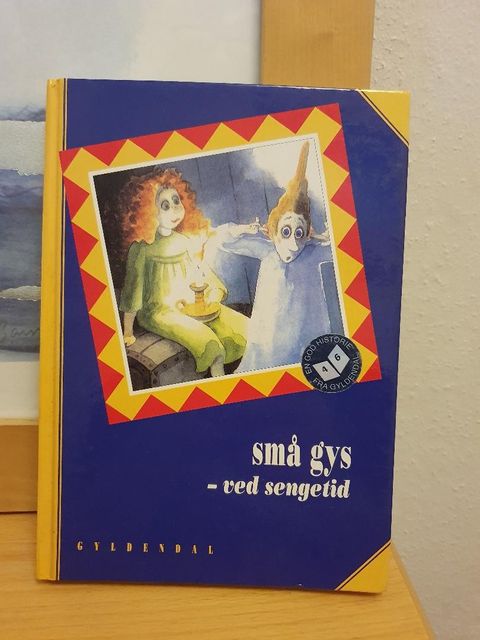 EN GOD HISTORIE
4 6
FRA GYLDENDAL
små gys
– ved sengetid
GYLDENDAL